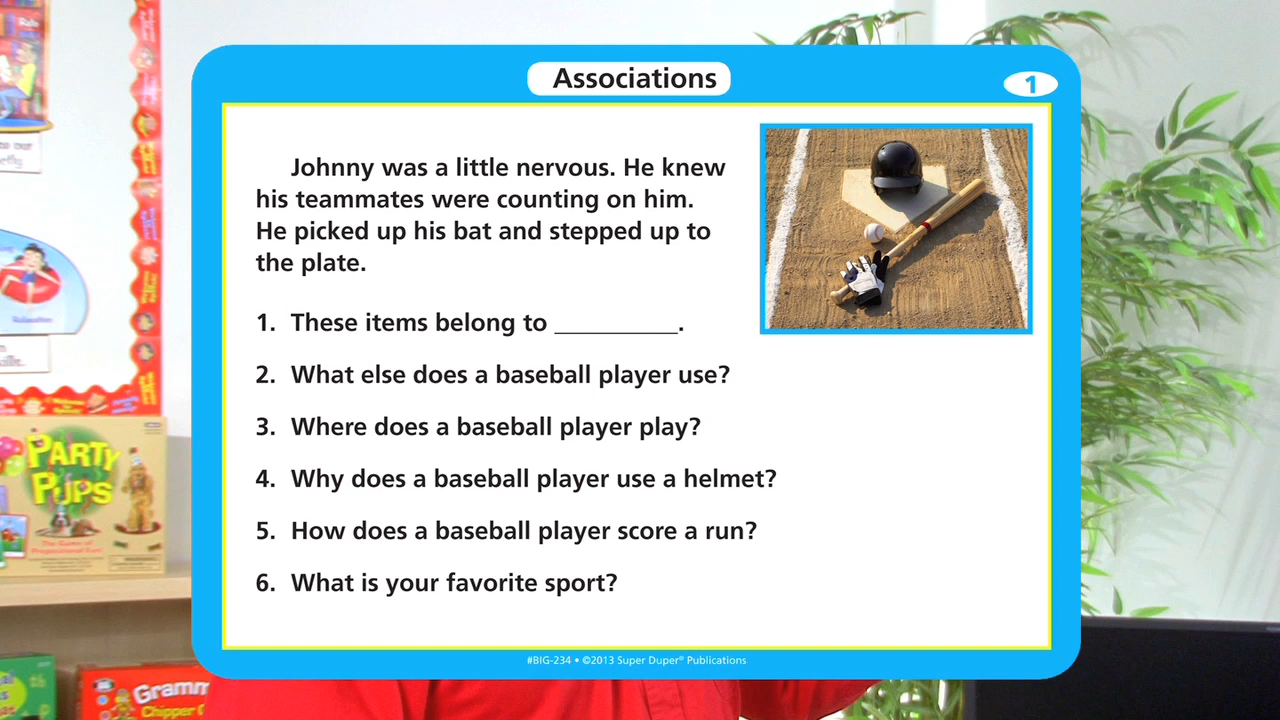 Associations
1
Johnny was a little nervous. He knew
his teammates were counting on him.
He picked up his bat and stepped up to
the plate.
1. These items belong to __________.
2. What else does a baseball player use?
3. Where does a baseball player play?
4. Why does a baseball player use a helmet?
5. How does a baseball player score a run?
6. What is your favorite sport?
#BIG-234 • ©2013 Super Duper® Publications
PARTY
PUPS
Gramm
Chipper